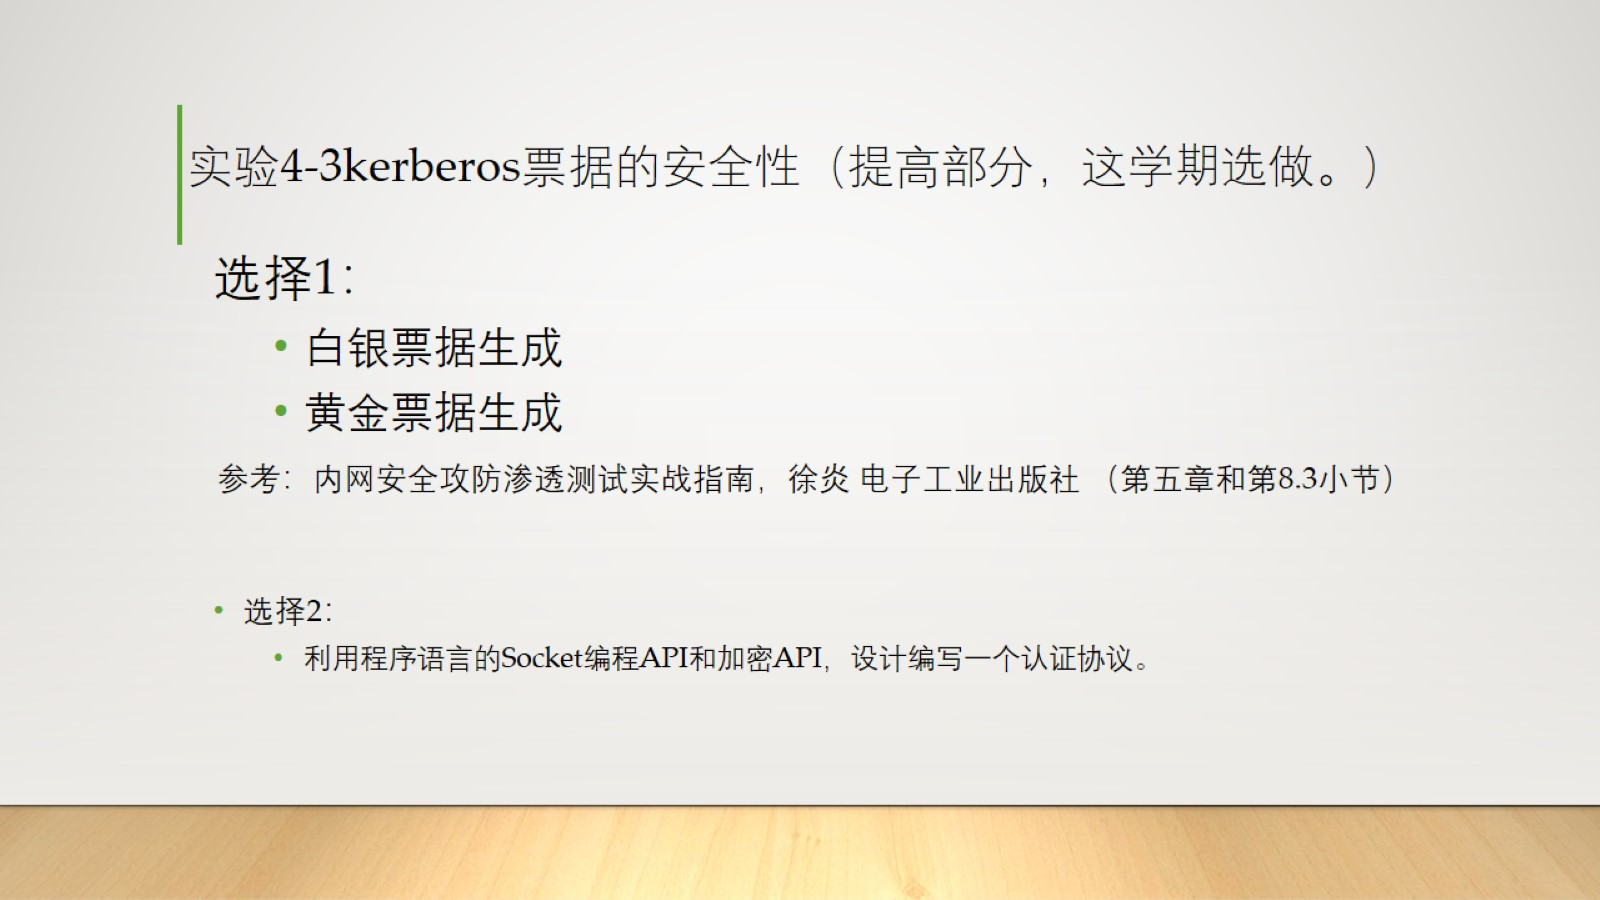 实验4-3kerberos票据的安全性（提高部分，这学期选做。）
选择1：
• 白银票据生成
• 黄金票据生成
参考：内网安全攻防渗透测试实战指南，徐炎 电子工业出版社 （第五章和第8.3小节）
• 选择2：
• 利用程序语言的Socket编程API和加密API，设计编写一个认证协议。